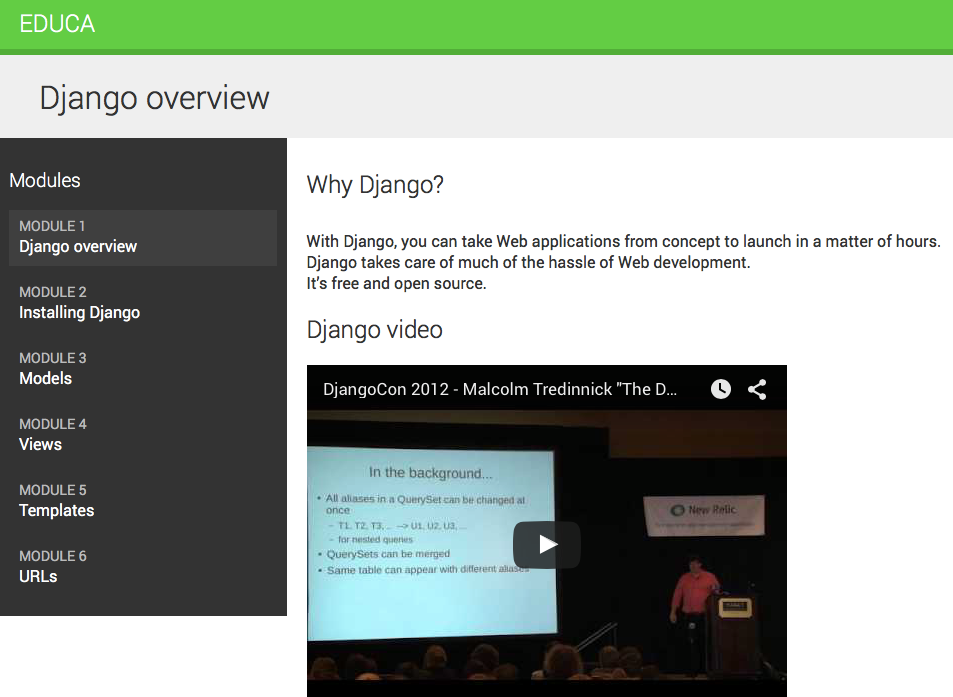 EDUCA
Django overview
Modules
MODULE 1
Django overview
MODULE 2
Installing Django
MODULE 3
Models
MODULE 4
Views
MODULE 5
Templates
MODULE 6
URLs
Why Django?
With Django, you can take Web applications from concept to launch in a matter of hours.
Django takes care of much of the hassle of Web development.
It's free and open source.
Django video
DjangoCon 2012 - Malcolm Tredinnick "The D...
In the background...
• All aliases in a QuerySet can be changed at
once
– T1, T2, T3, ... --> U1, U2, U3, ...
– for nested queries
• QuerySets can be merged
• Same table can appear with different aliases
New Relic.